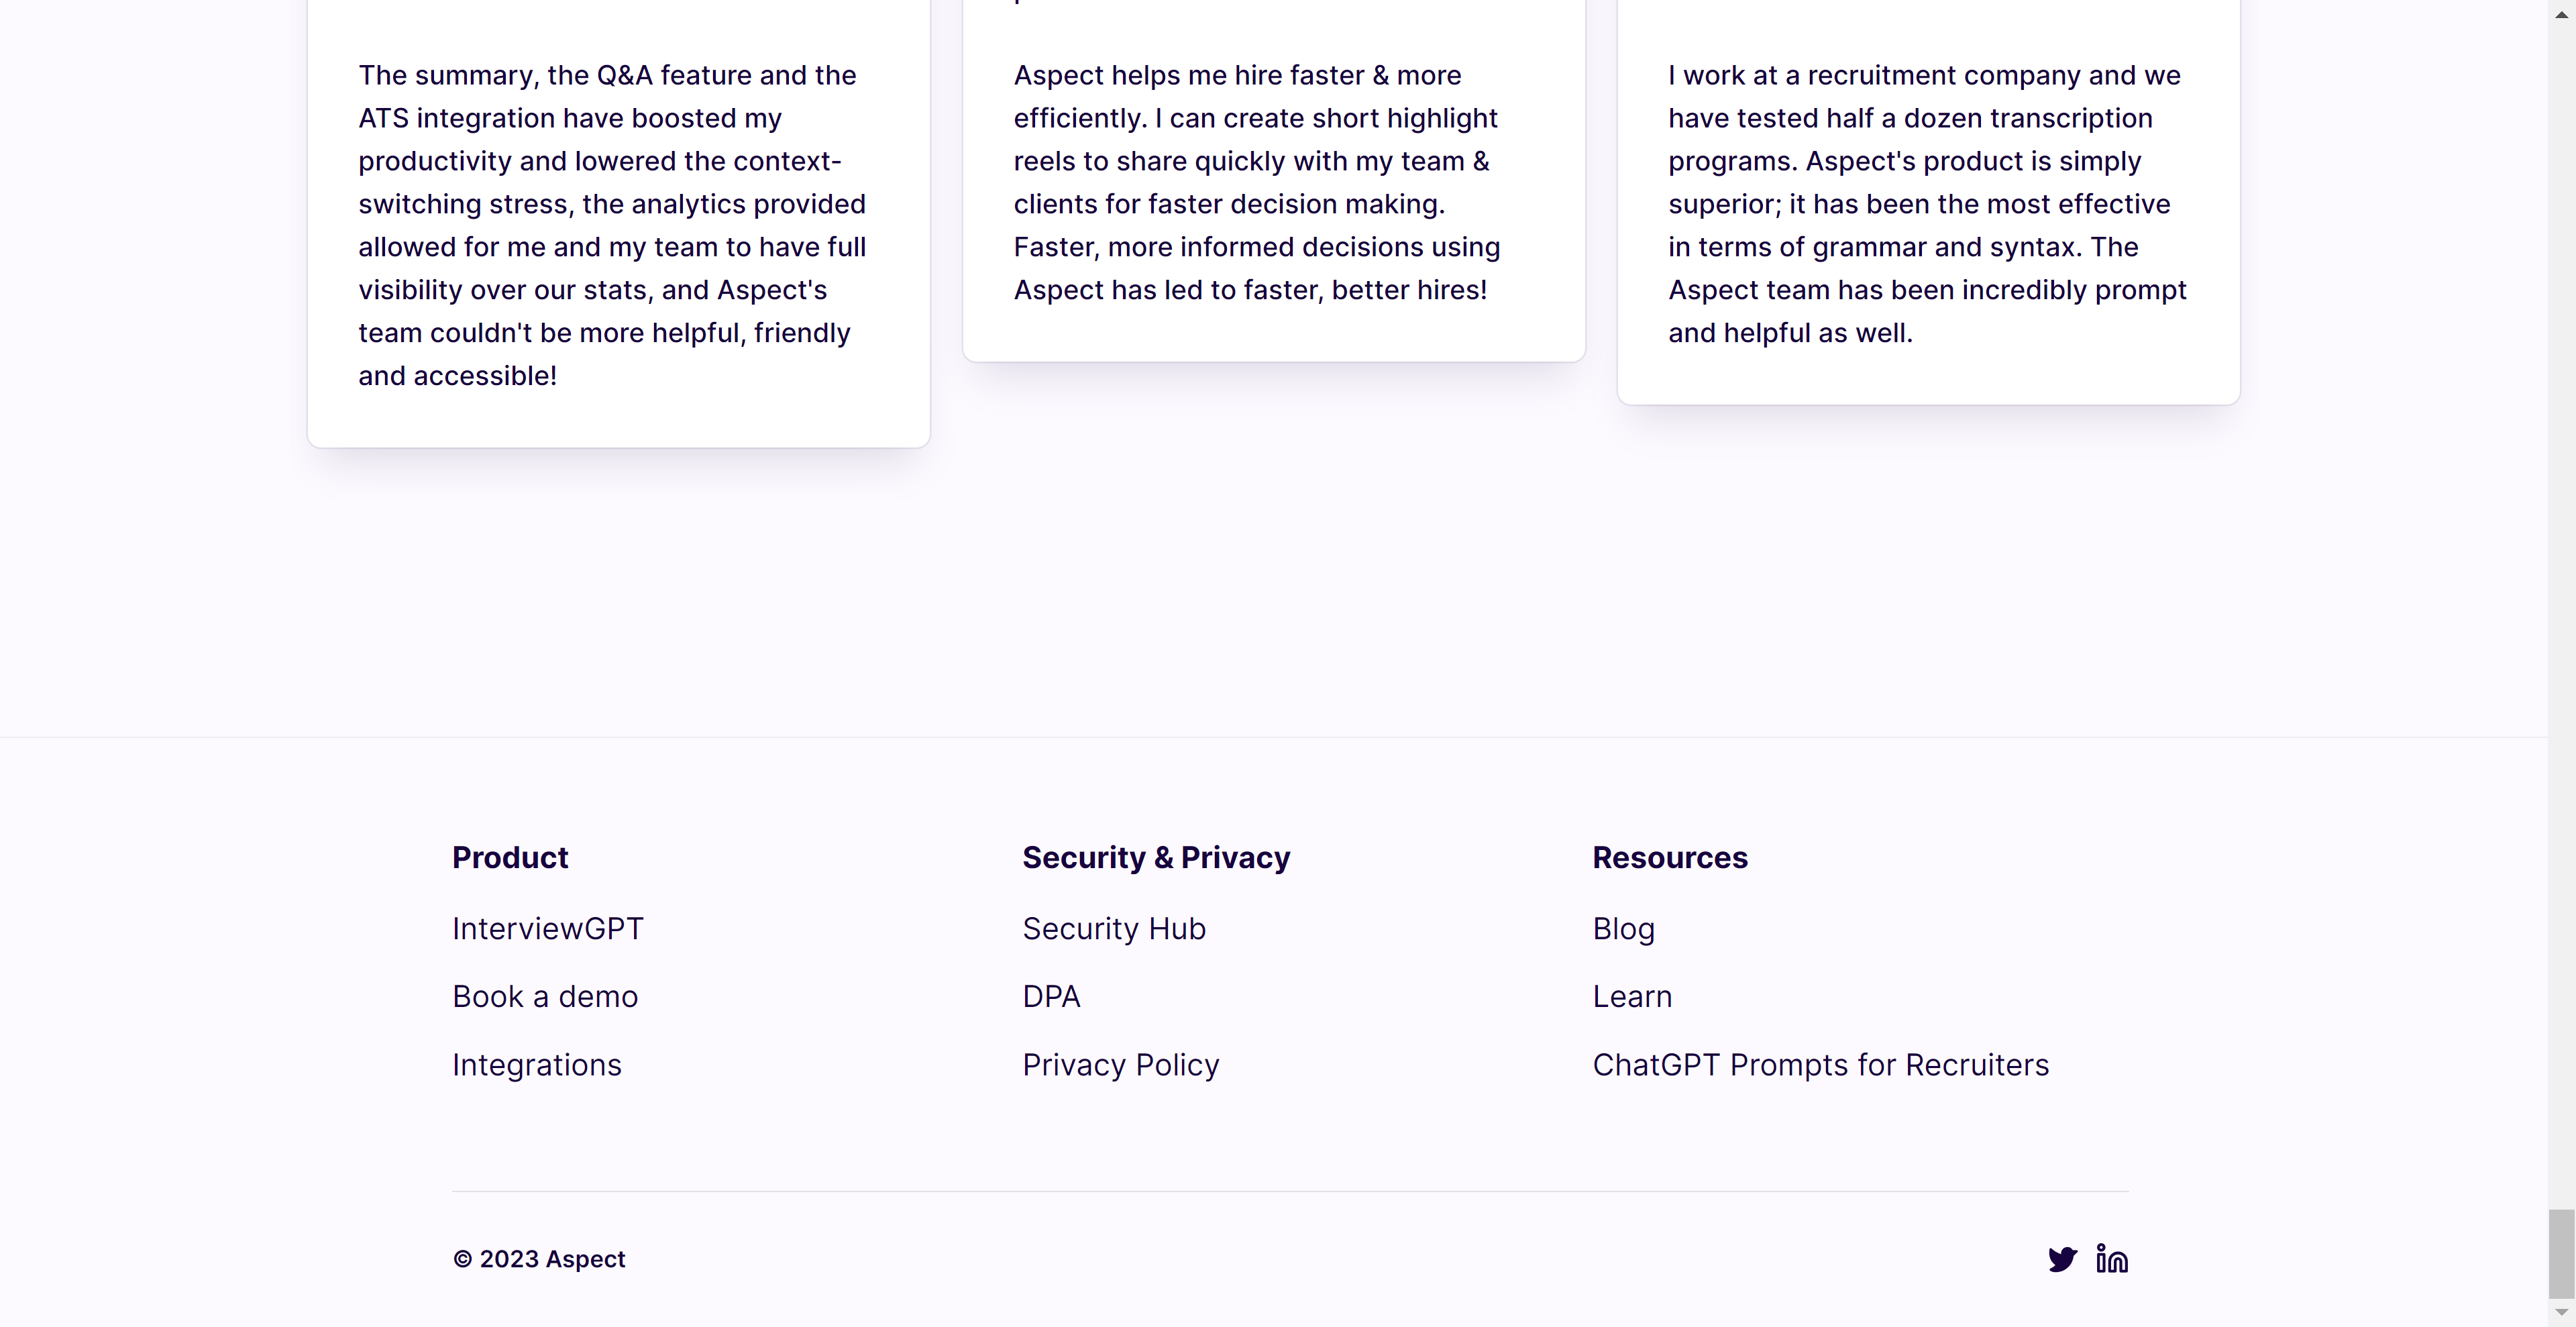 The summary, the Q&A feature and the
ATS integration have boosted my
productivity and lowered the context-
switching stress, the analytics provided
allowed for me and my team to have full
visibility over our stats, and Aspect's
team couldn't be more helpful, friendly
and accessible!
Aspect helps me hire faster & more
efficiently. I can create short highlight
reels to share quickly with my team &
clients for faster decision making.
Faster, more informed decisions using
Aspect has led to faster, better hires!
I work at a recruitment company and we
have tested half a dozen transcription
programs. Aspect's product is simply
superior; it has been the most effective
in terms of grammar and syntax. The
Aspect team has been incredibly prompt
and helpful as well.
Product
InterviewGPT
Book a demo
Integrations
Security & Privacy
Security Hub
DPA
Privacy Policy
Resources
Blog
Learn
ChatGPT Prompts for Recruiters
© 2023 Aspect